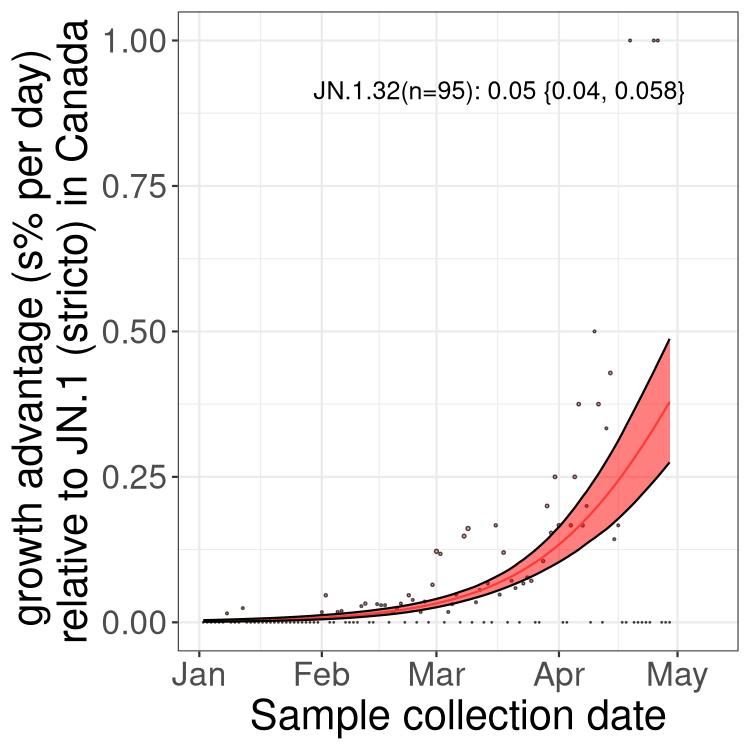 growth advantage (s% per day)
relative to JN.1 (stricto) in Canada
1.00
0.75
0.50
0.25
0.00
JN.1.32(n=95): 0.05 {0.04, 0.058}
Jan Feb Mar Apr May
Sample collection date